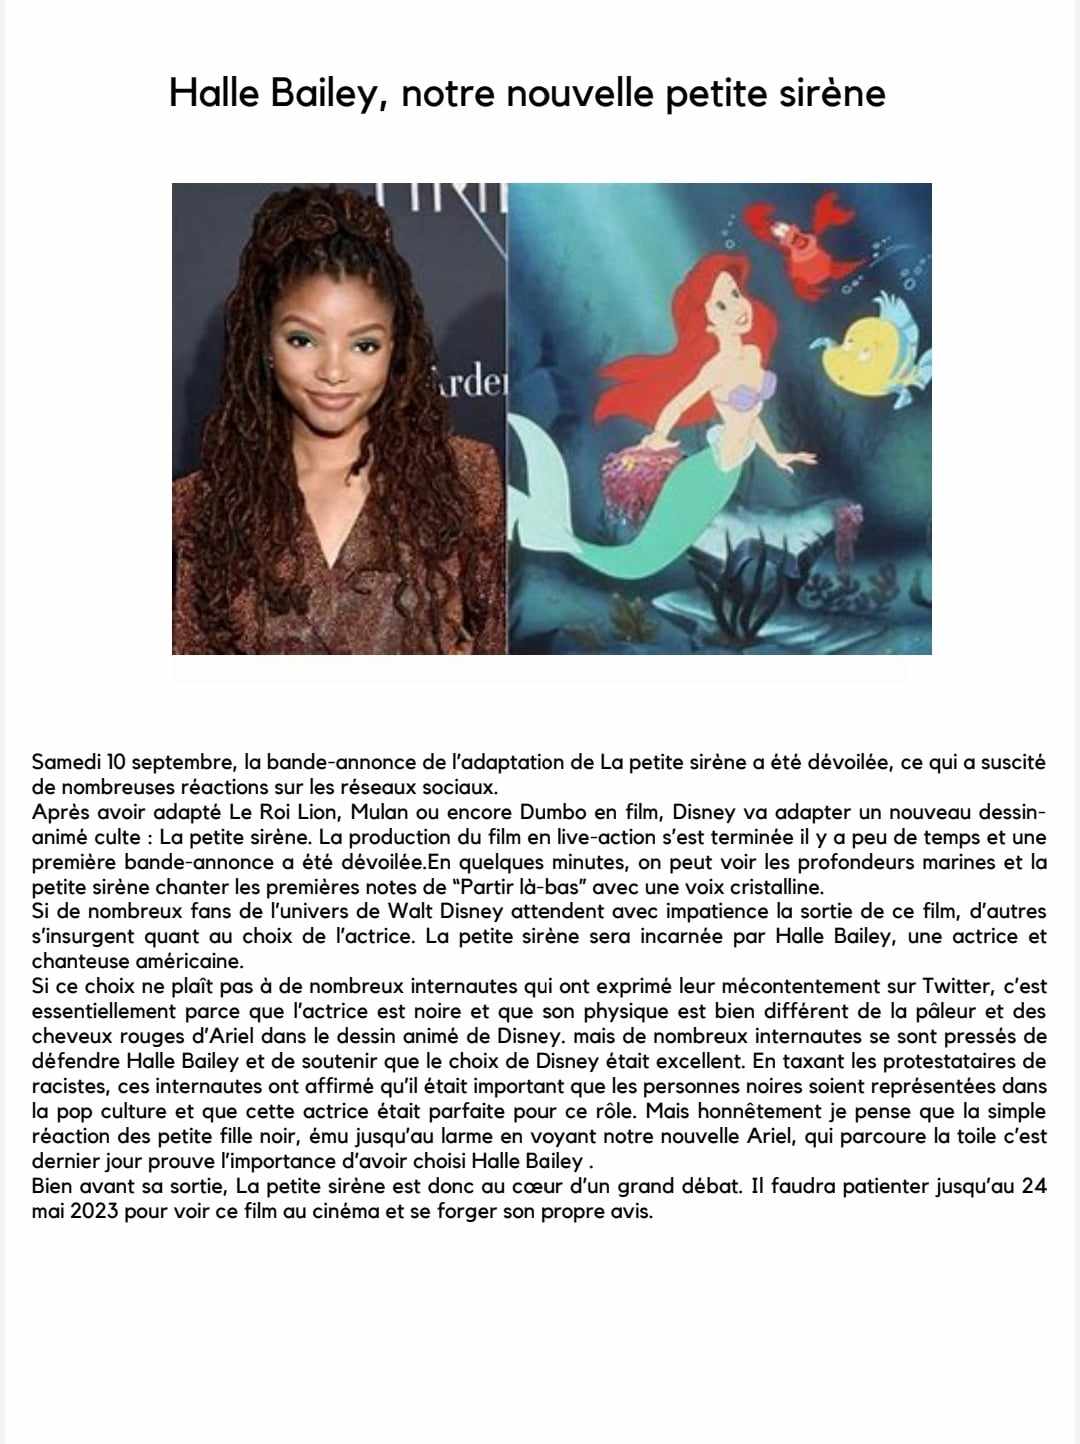 Halle Bailey, notre nouvelle petite sirène
Samedi 10 septembre, la bande-annonce de l'adaptation de La petite sirène a été dévoilée, ce qui a suscité
de nombreuses réactions sur les réseaux sociaux.
Après avoir adapté Le Roi Lion, Mulan ou encore Dumbo en film, Disney va adapter un nouveau dessin-
animé culte : La petite sirène. La production du film en live-action s'est terminée il y a peu de temps et une
première bande-annonce a été dévoilée.En quelques minutes, on peut voir les profondeurs marines et la
petite sirène chanter les premières notes de “Partir là-bas” avec une voix cristalline.
Si de nombreux fans de l'univers de Walt Disney attendent avec impatience la sortie de ce film, d'autres
s'insurgent quant au choix de l'actrice. La petite sirène sera incarnée par Halle Bailey, une actrice et
chanteuse américaine.
Si ce choix ne plaît pas à de nombreux internautes qui ont exprimé leur mécontentement sur Twitter, c'est
essentiellement parce que l'actrice est noire et que son physique est bien différent de la pâleur et des
cheveux rouges d'Ariel dans le dessin animé de Disney. mais de nombreux internautes se sont pressés de
défendre Halle Bailey et de soutenir que le choix de Disney était excellent. En taxant les protestataires de
racistes, ces internautes ont affirmé qu'il était important que les personnes noires soient représentées dans
la pop culture et que cette actrice était parfaite pour ce rôle. Mais honnêtement je pense que la simple
réaction des petite fille noir, ému jusqu'au larme en voyant notre nouvelle Ariel, qui parcoure la toile c'est
dernier jour prouve l'importance d'avoir choisi Halle Bailey .
Bien avant sa sortie, La petite sirène est donc au cœur d'un grand débat. Il faudra patienter jusqu'au 24
mai 2023 pour voir ce film au cinéma et se forger son propre avis.